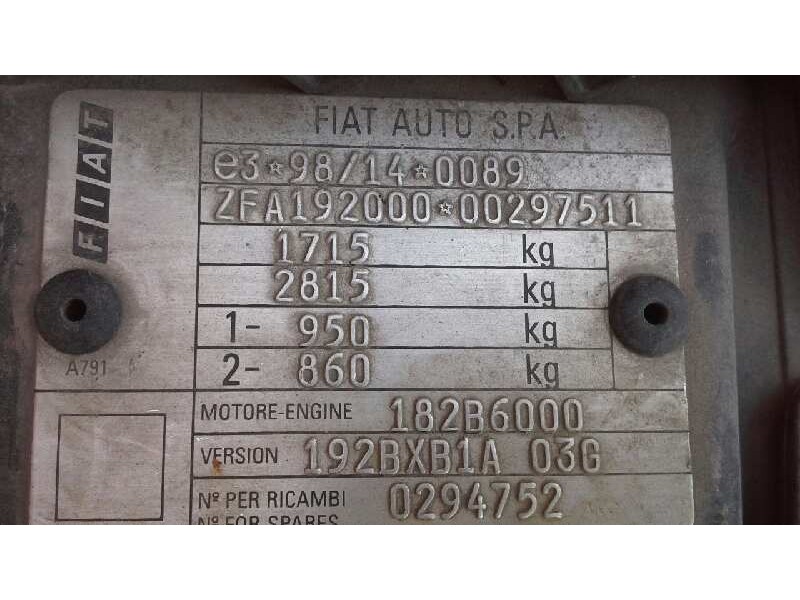 FIAT
FIAT AUTO S.P.A.
e3*98/14*0089
ZFA192000*00297511
1715 kg
2815 kg
1- 950 kg
2- 860 kg
A791
MOTORE-ENGINE 182B6000
VERSION 192BXB1A 03G
Nº PER RICAMBI 0294752
Nº FOR SPARES